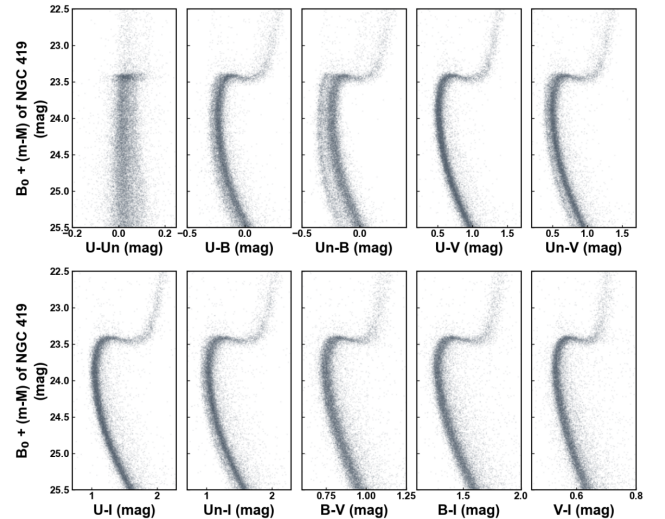 22.5
23.0
23.5
24.0
24.5
25.0
25.5
B₀ + (m-M) of NGC 419
(mag)
−0.2 0.0 0.2
U-Un (mag)
−0.5 0.0
U-B (mag)
−0.5 0.0
Un-B (mag)
0.5 1.0 1.5
U-V (mag)
0.5 1.0 1.5
Un-V (mag)
22.5
23.0
23.5
24.0
24.5
25.0
25.5
B₀ + (m-M) of NGC 419
(mag)
1 2
U-I (mag)
1 2
Un-I (mag)
0.75 1.00 1.25
B-V (mag)
1.5 2.0
B-I (mag)
0.6 0.8
V-I (mag)